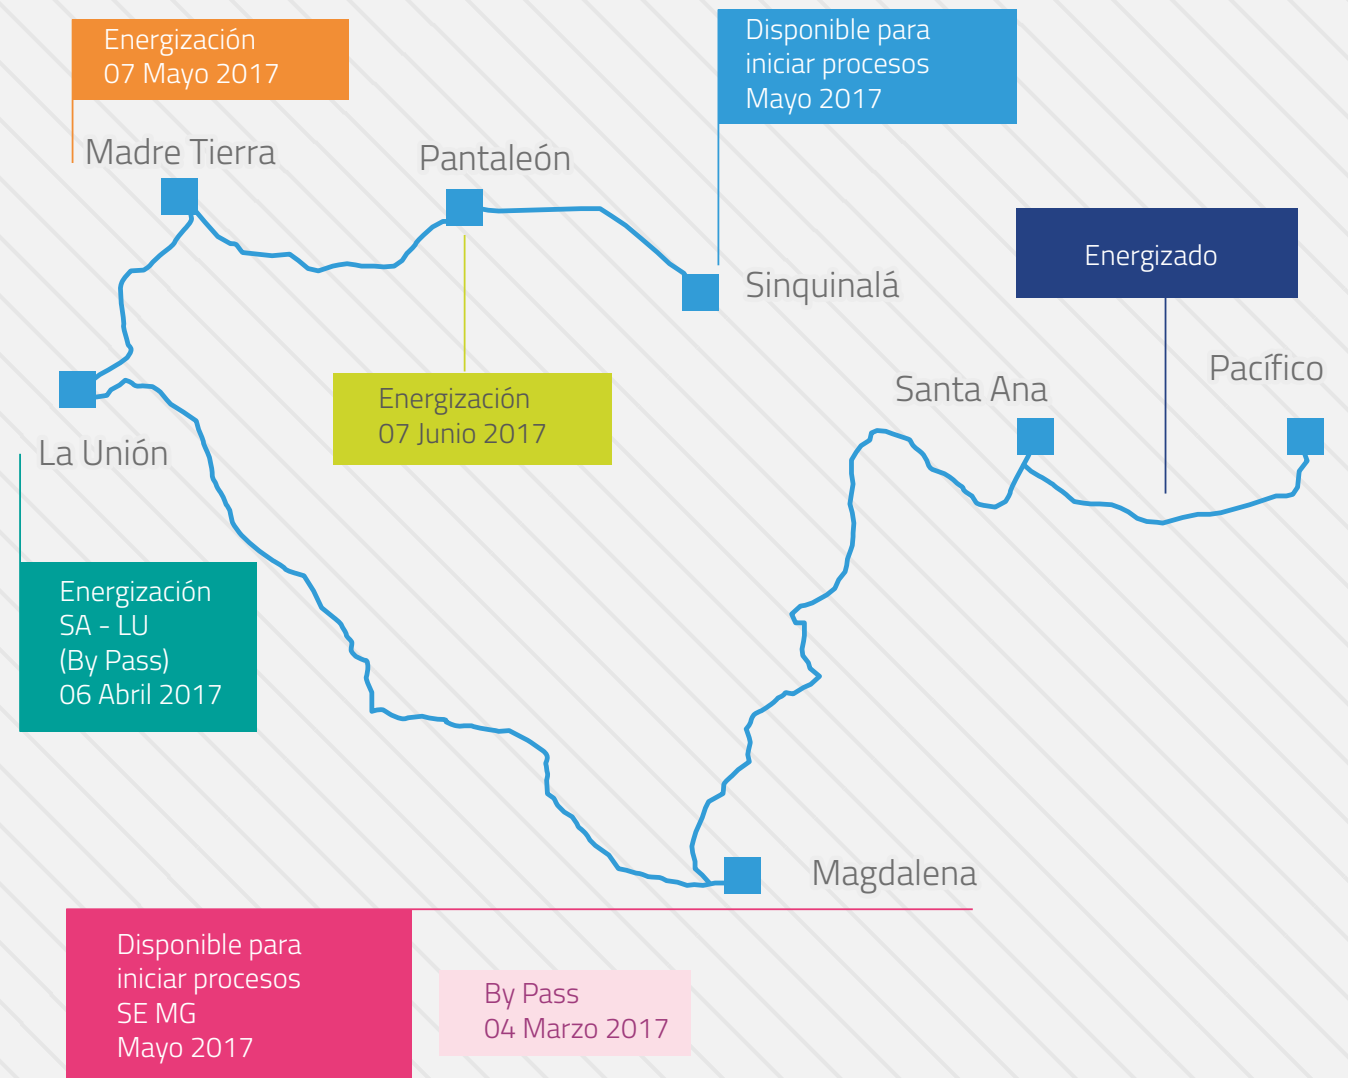 Energización
07 Mayo 2017
Disponible para
iniciar procesos
Mayo 2017
Madre Tierra
Pantaleón
Energizado
Sinquinalá
Pacífico
Santa Ana
Energización
07 Junio 2017
La Unión
Energización
SA - LU
(By Pass)
06 Abril 2017
Magdalena
Disponible para
iniciar procesos
SE MG
Mayo 2017
By Pass
04 Marzo 2017